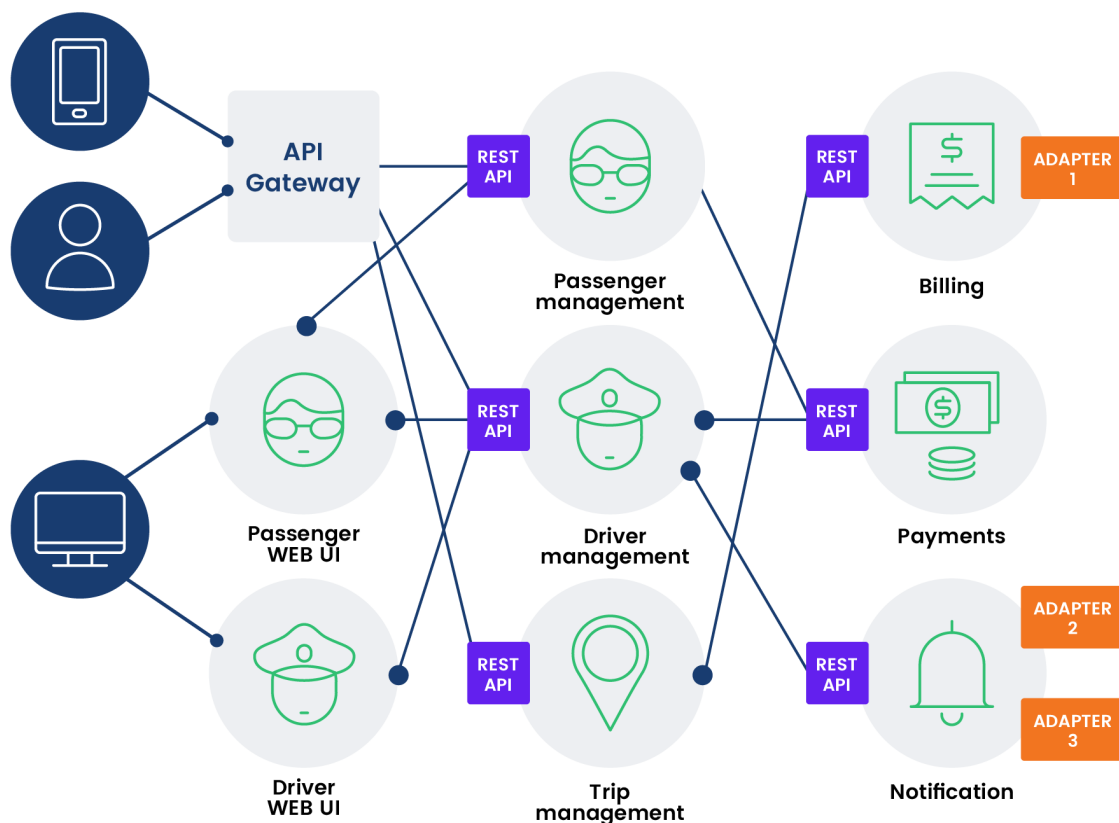 API
Gateway
REST
API
Passenger
management
REST
API
ADAPTER
1
Billing
Passenger
WEB UI
REST
API
Driver
management
REST
API
Payments
Driver
WEB UI
REST
API
Trip
management
REST
API
ADAPTER
2
ADAPTER
3
Notification